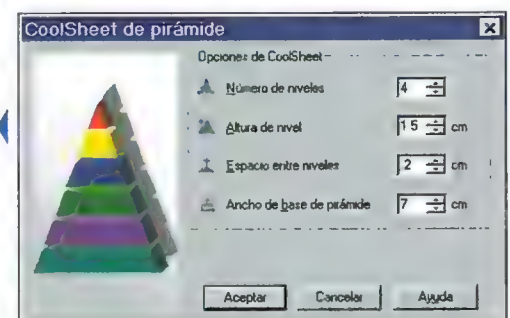 CoolSheet de pirámide
Opciones de CoolSheet
Número de niveles 4
Altura de nivel 1 5 cm
Espacio entre niveles 2 cm
Ancho de base de pirámide 7 cm
Aceptar Cancelar Ayuda